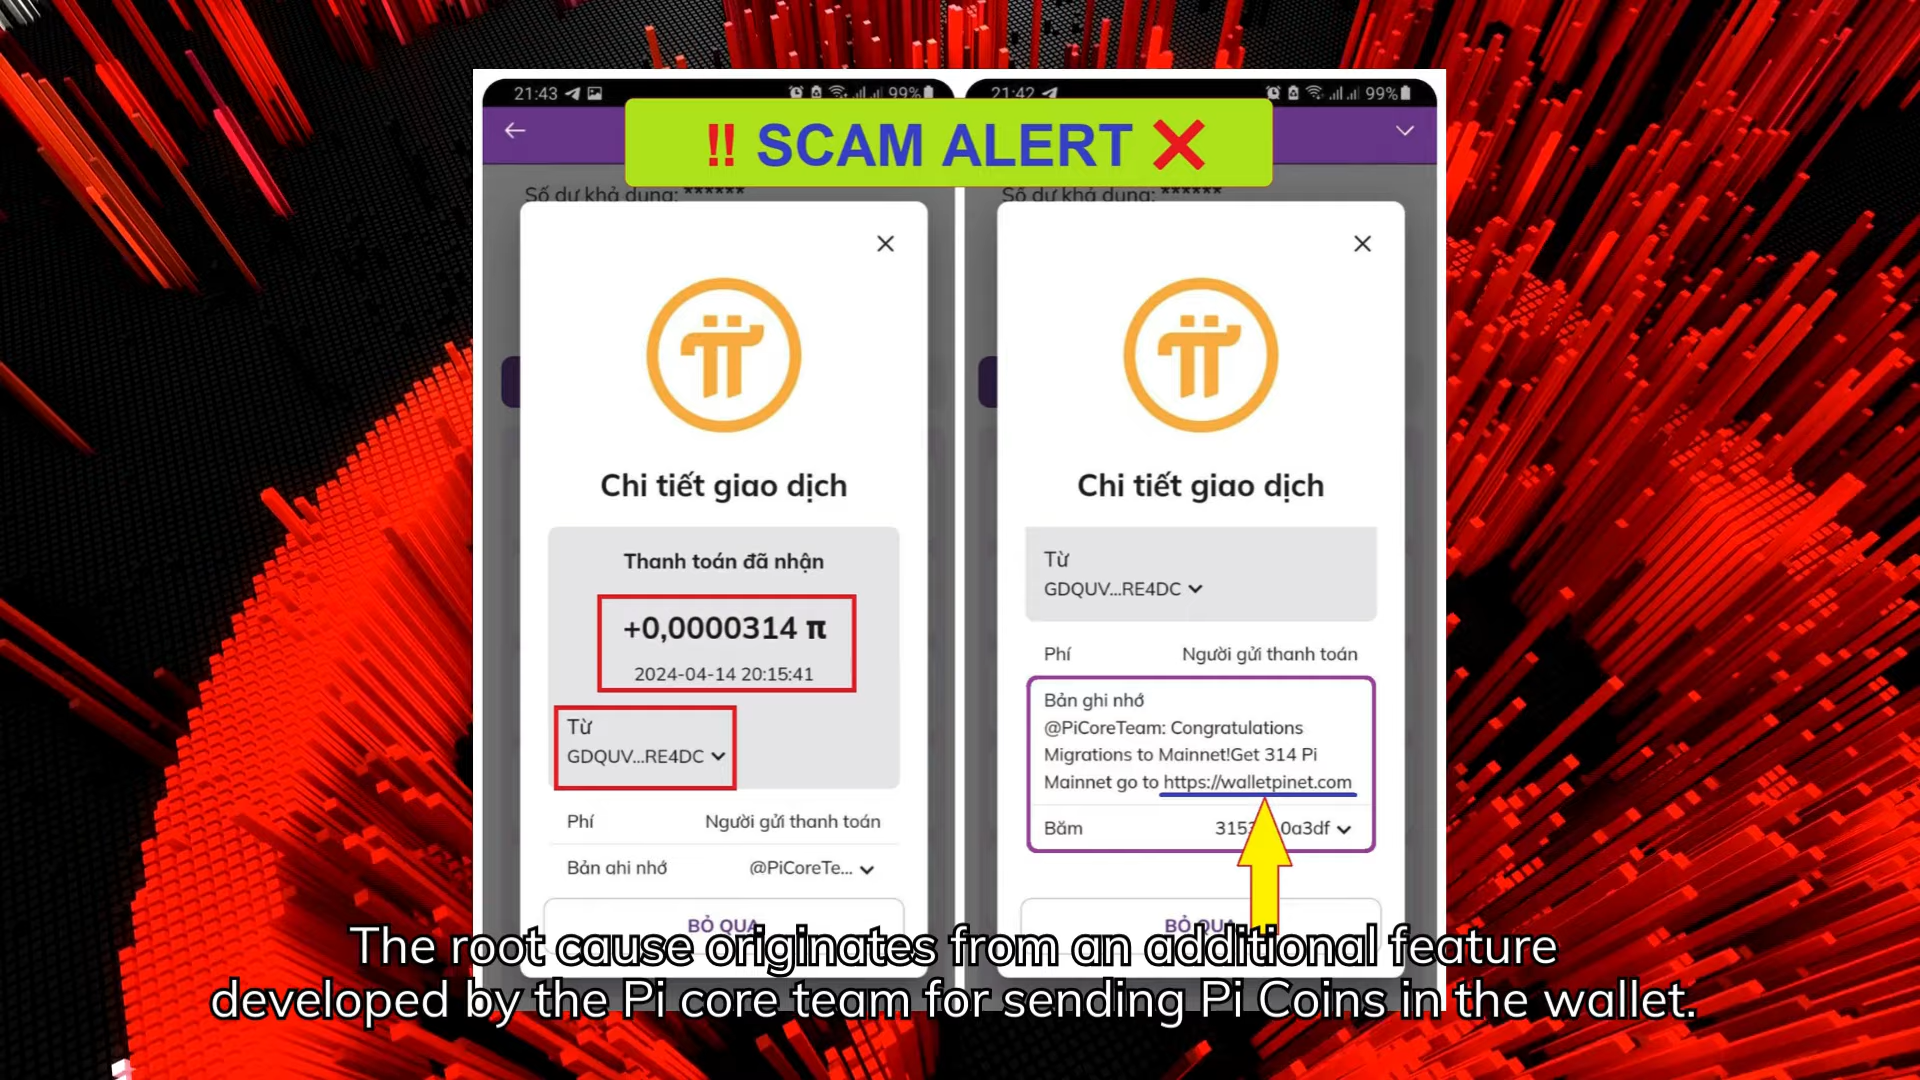 21:43
99%
21:42
99%
!! SCAM ALERT ❌
Số dư khả dụng: ******
Số dư khả dụng: ******
Chi tiết giao dịch
Thanh toán đã nhận
+0,0000314 π
2024-04-14 20:15:41
Từ
GDQUV...RE4DC
Phí
Người gửi thanh toán
Bản ghi nhớ
@PiCoreTe...
BỎ QUA
Chi tiết giao dịch
Từ
GDQUV...RE4DC
Phí
Người gửi thanh toán
Bản ghi nhớ
@PiCoreTeam: Congratulations
Migrations to Mainnet!Get 314 Pi
Mainnet go to https://walletpinet.com
Băm
BỎ QUA
The root cause originates from an additional feature
developed by the Pi core team for sending Pi Coins in the wallet.